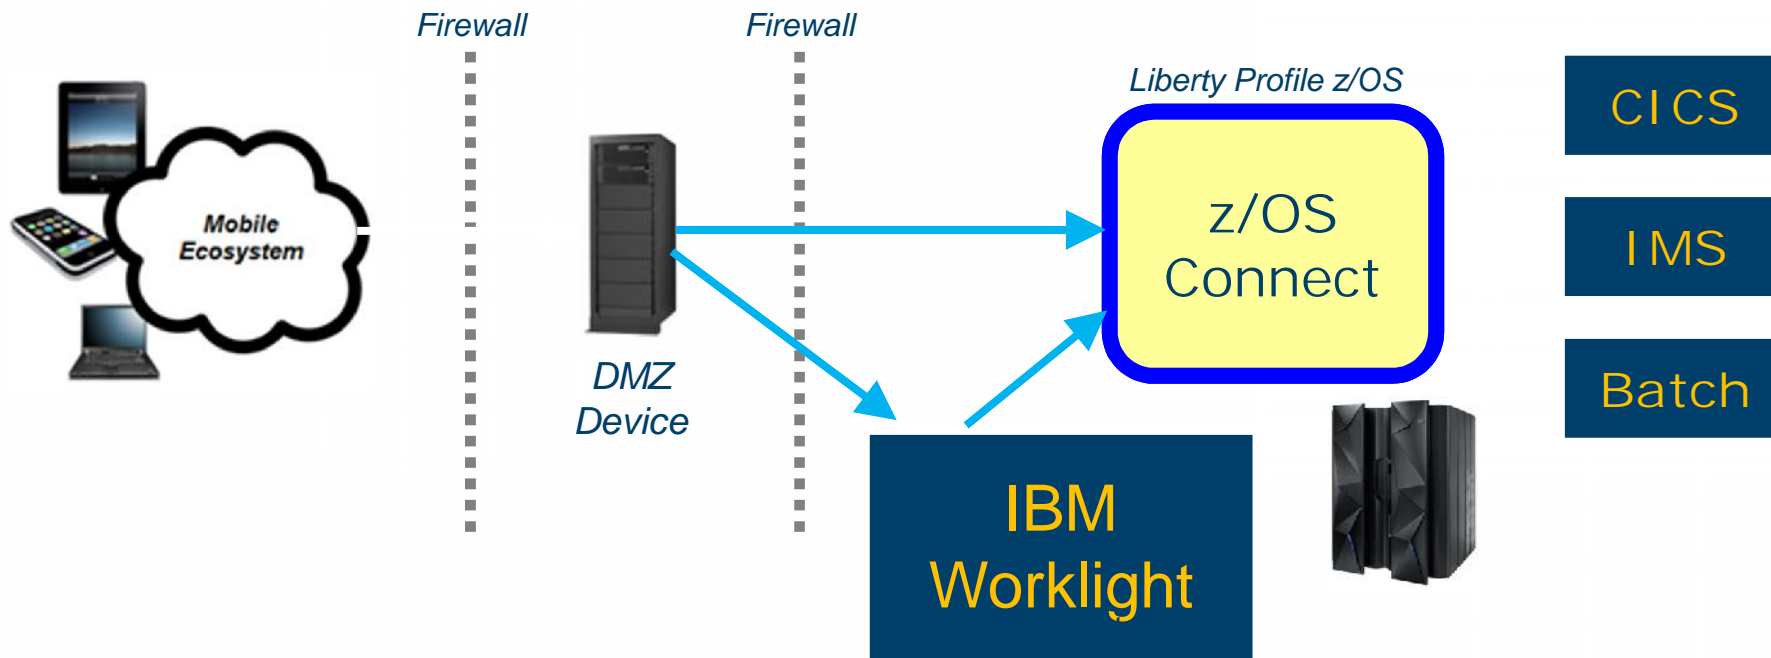 Firewall
Firewall
Liberty Profile z/OS
CICS
Mobile
Ecosystem
z/OS
Connect
IMS
DMZ
Device
Batch
IBM
Worklight